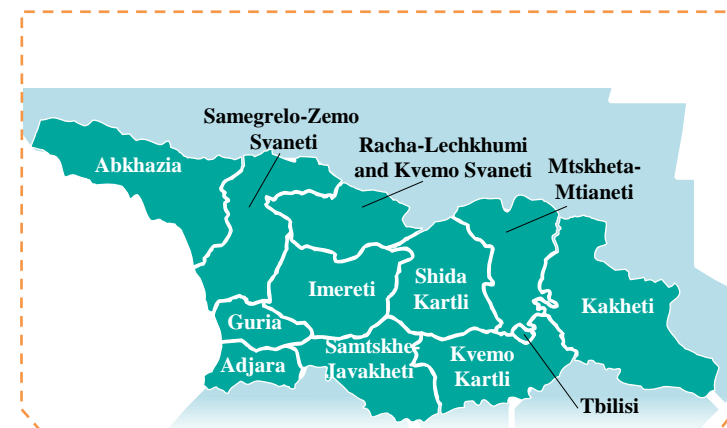 Samegrelo-Zemo
Svaneti
Abkhazia
Racha-Lechkhumi
and Kvemo Svaneti
Mtskheta-
Mtianeti
Imereti
Shida
Kartli
Kakheti
Guria
Adjara
Samtskhe-
Javakheti
Kvemo
Kartli
Tbilisi